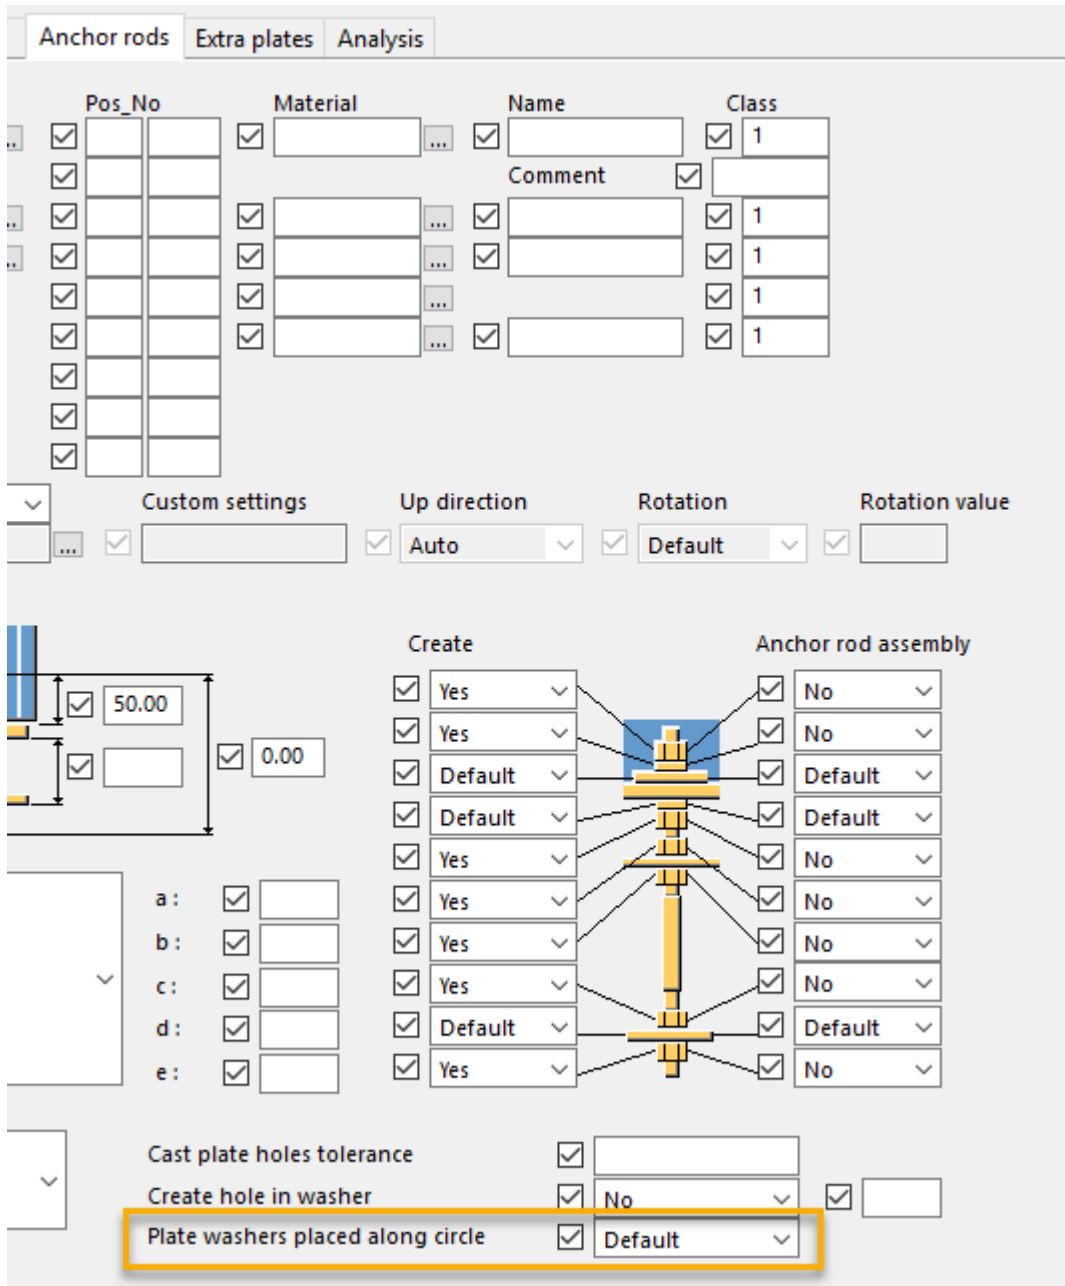 Anchor rods Extra plates Analysis
Pos_No Material Name Class
... ... 1
Comment
... ... 1
... ... 1
... 1
... 1
Custom settings Up direction Rotation Rotation value
... Auto Default
Create Anchor rod assembly
Yes No
50.00
Yes No
0.00
Default Default
Default Default
Yes No
a : Yes No
b : Yes No
c : Yes No
d : Default Default
e : Yes No
Cast plate holes tolerance
Create hole in washer No
Plate washers placed along circle Default